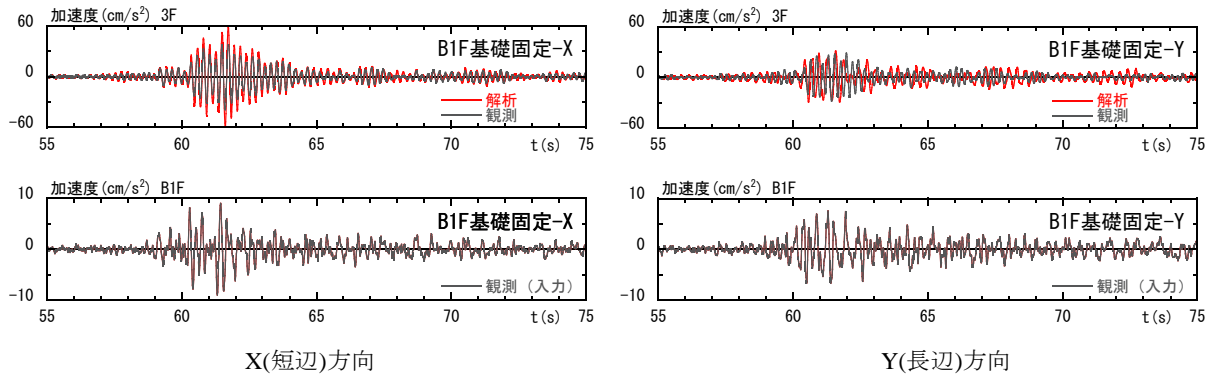 加速度(cm/s²) 3F
60
0
-60
B1F基礎固定-X
解析
観測
55 60 65 70 t(s) 75
加速度(cm/s²) 3F
60
0
-60
B1F基礎固定-Y
解析
観測
55 60 65 70 t(s) 75
加速度(cm/s²) B1F
10
0
-10
B1F基礎固定-X
観測 (入力)
55 60 65 70 t(s) 75
加速度(cm/s²) B1F
10
0
-10
B1F基礎固定-Y
観測 (入力)
55 60 65 70 t(s) 75
X(短辺)方向
Y(長辺)方向